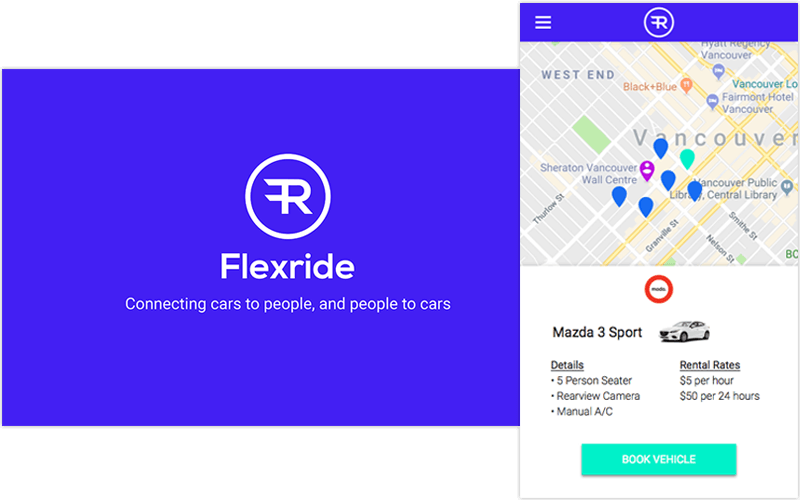 FR
Flexride
Connecting cars to people, and people to cars
FR
Hyatt Regency
Vancouver
WEST END
Black+Blue
Vancouver Lo
Fairmont Hotel
Vancouver
Vancouver
Sheraton Vancouver
Wall Centre
Vancouver Public
Library, Central Library
Thurlow St
Granville St
Smithe St
Nelson St
BC
modo.
Mazda 3 Sport
Details
• 5 Person Seater
• Rearview Camera
• Manual A/C
Rental Rates
$5 per hour
$50 per 24 hours
BOOK VEHICLE